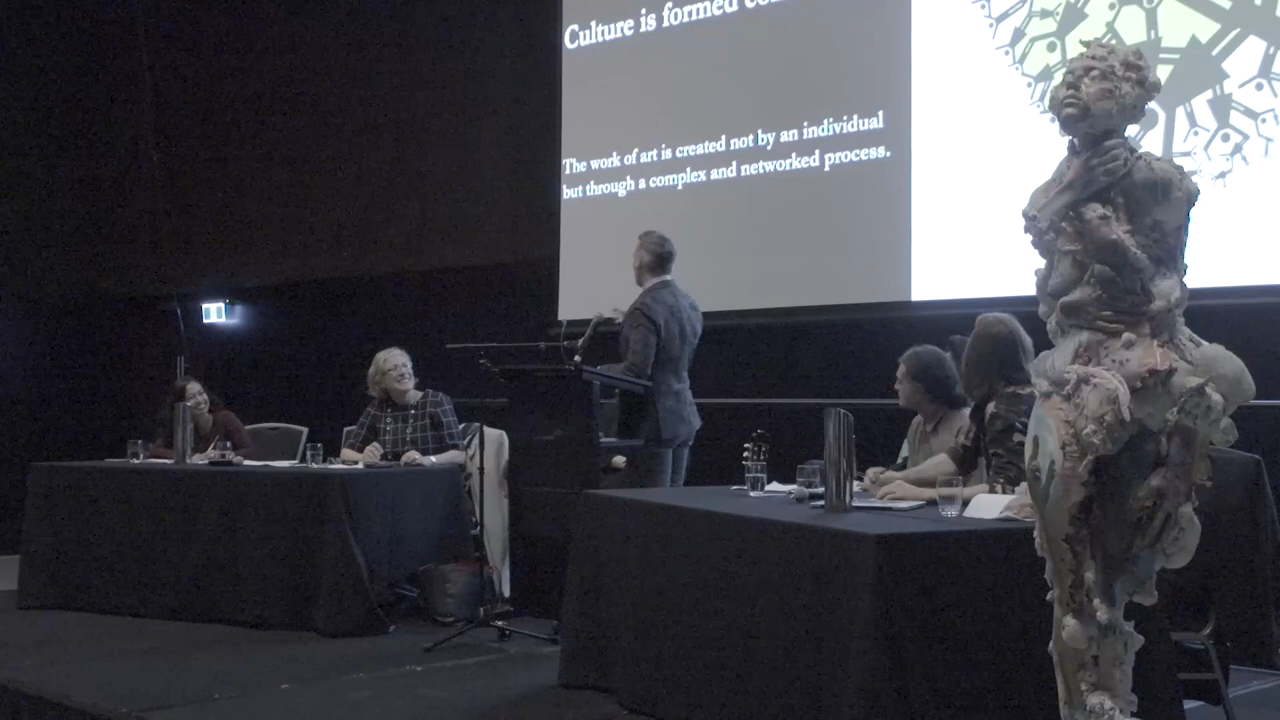 Culture is formed
The work of art is created not by an individual
but through a complex and networked process.